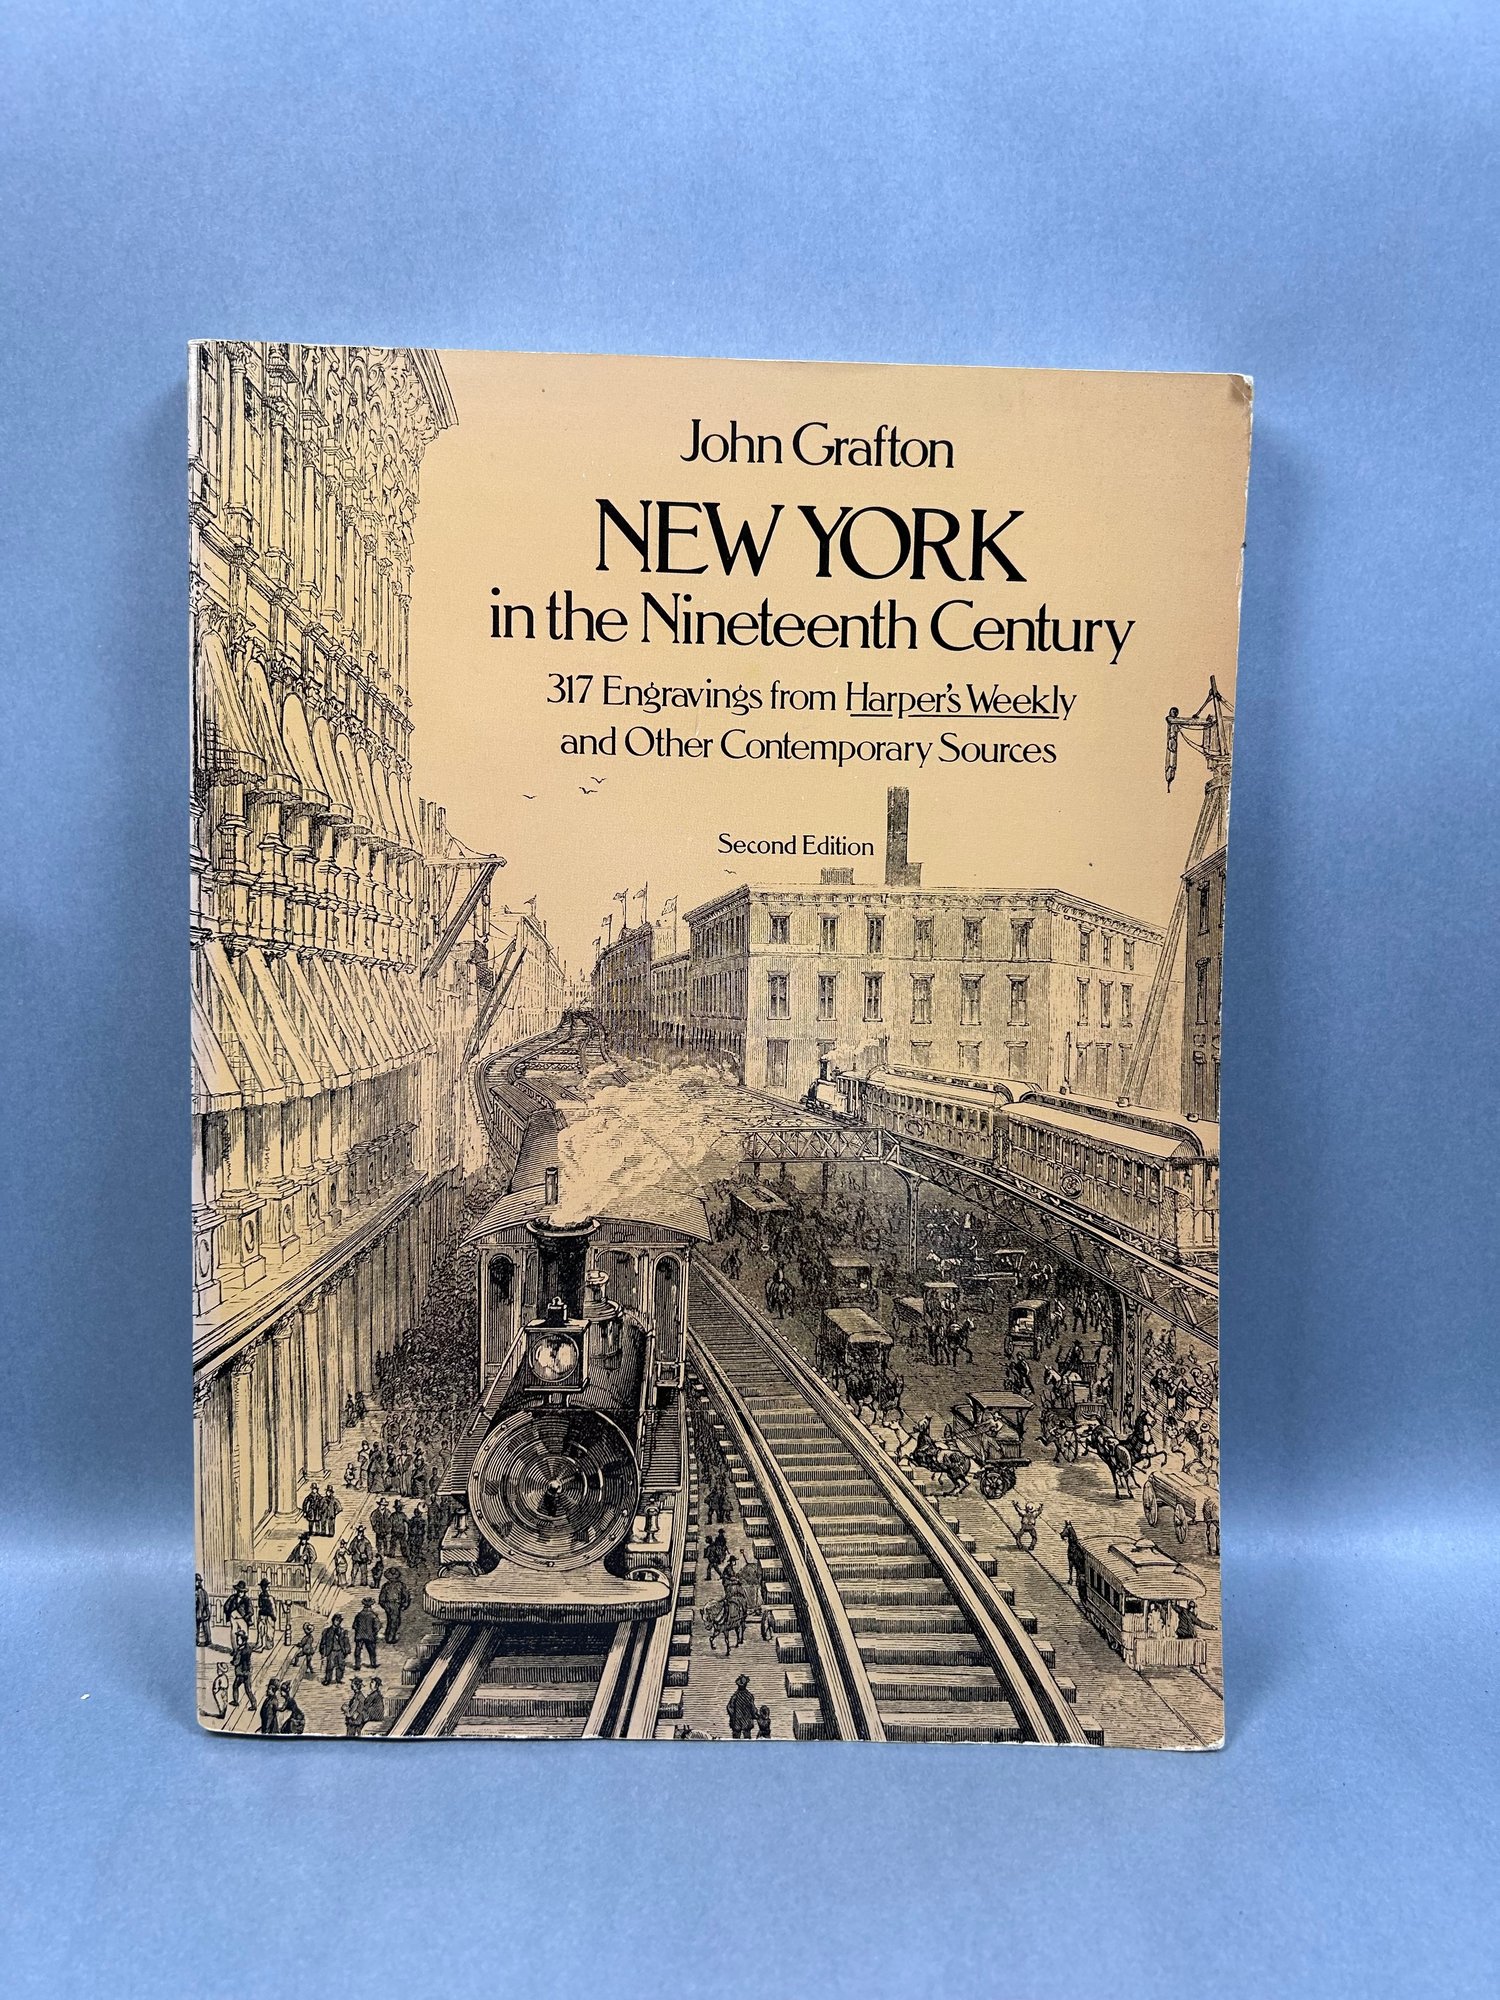 John Grafton
NEW YORK
in the Nineteenth Century
317 Engravings from Harper's Weekly
and Other Contemporary Sources
Second Edition